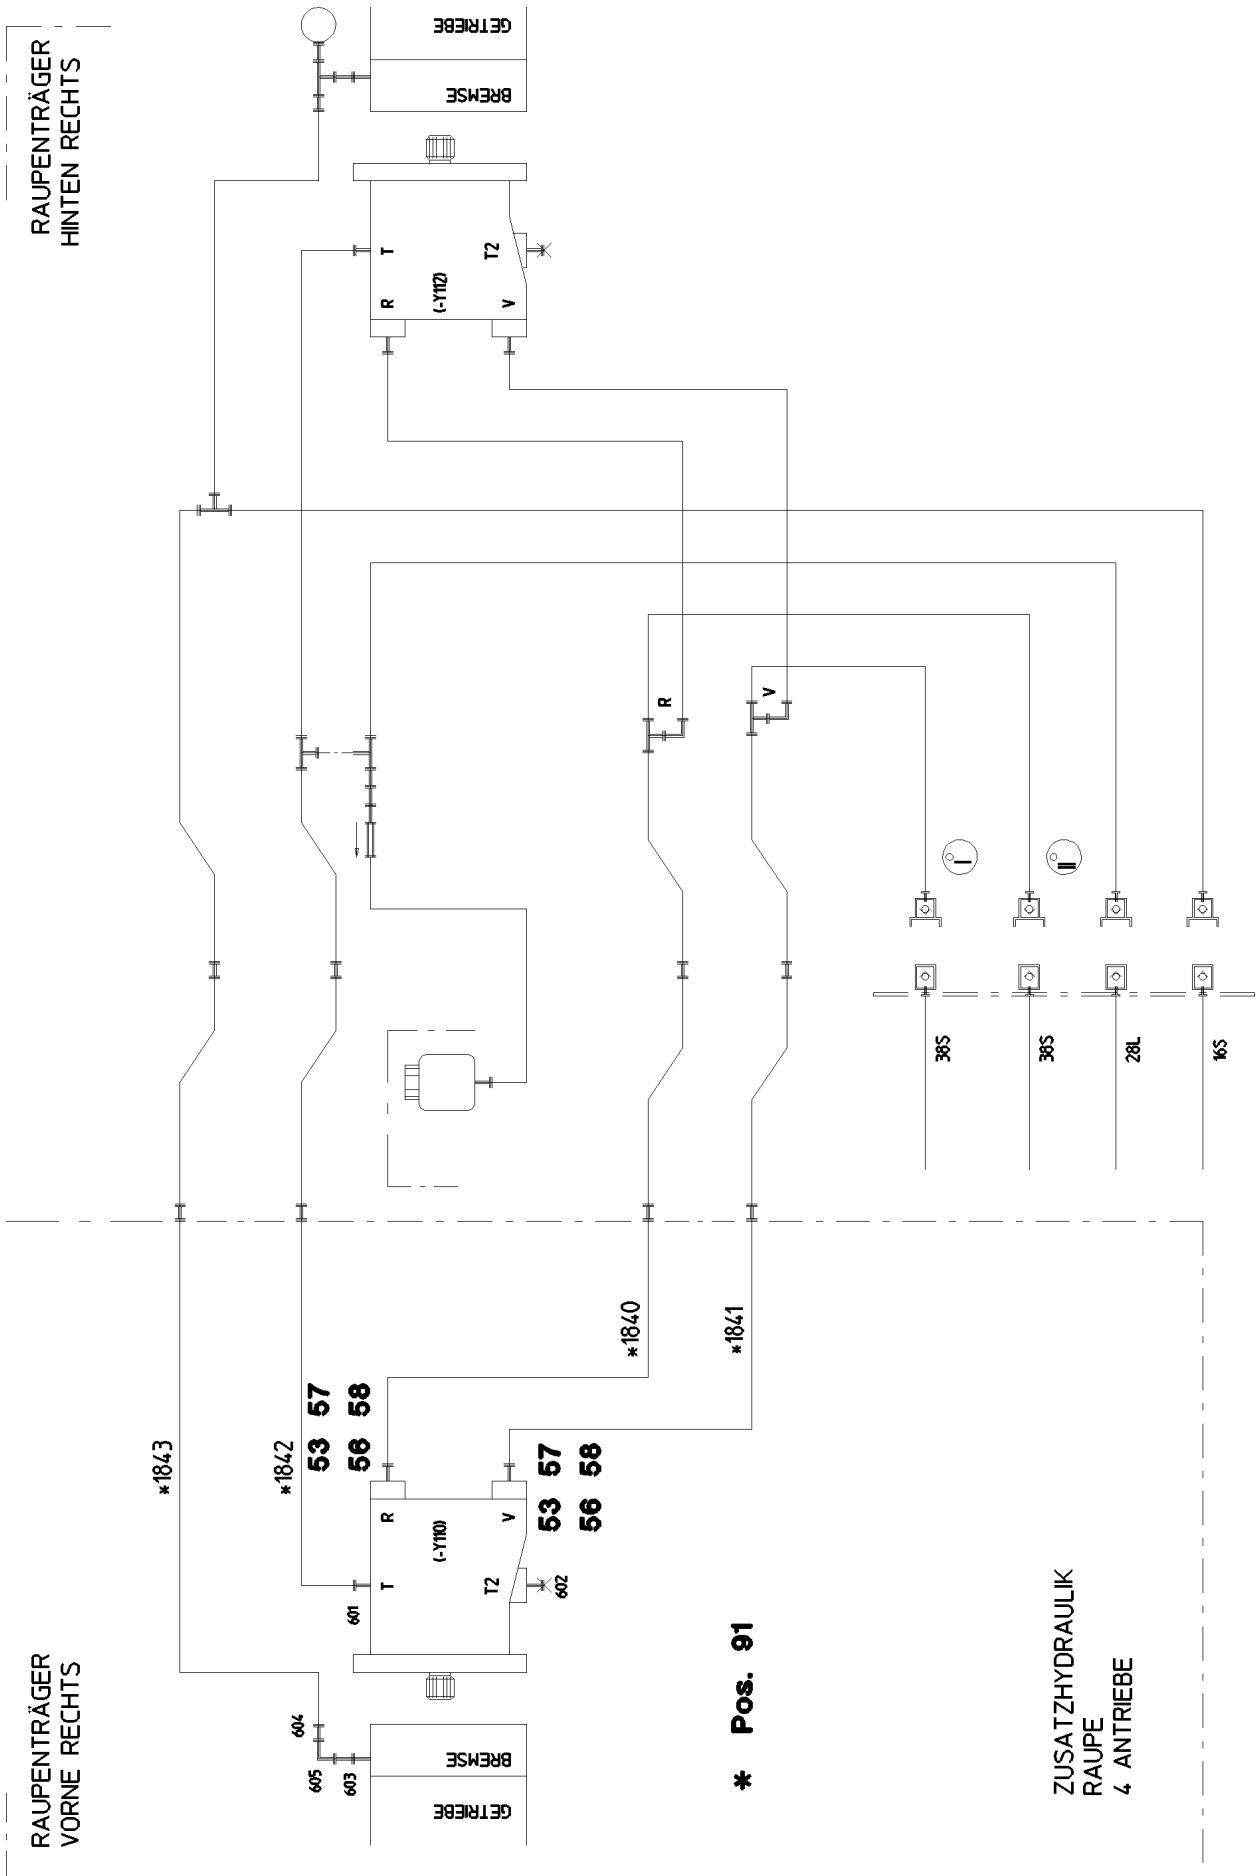 RAUPENTRÄGER
VORNE RECHTS
RAUPENTRÄGER
HINTEN RECHTS
*1843
*1842
53 57
56 58
*1840
*1841
53 57
56 58
604
605
603
601
602
GETRIEBE
BREMSE
T
R
(-Y110)
T2
V
R
T
(-Y112)
V
T2
BREMSE
GETRIEBE
R
V
I
II
38S
38S
28L
16S
* Pos. 91
ZUSATZHYDRAULIK
RAUPE
4 ANTRIEBE